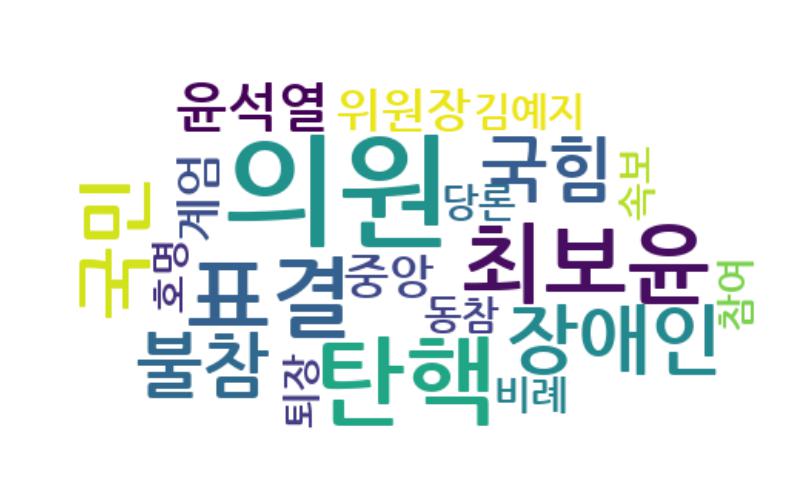 윤석열
위원장
김예지
의원
국힘
속보
계엄
당론
국민
최보윤
호명
표결
중앙
참여
동참
장애인
불참
탄핵
퇴장
비례